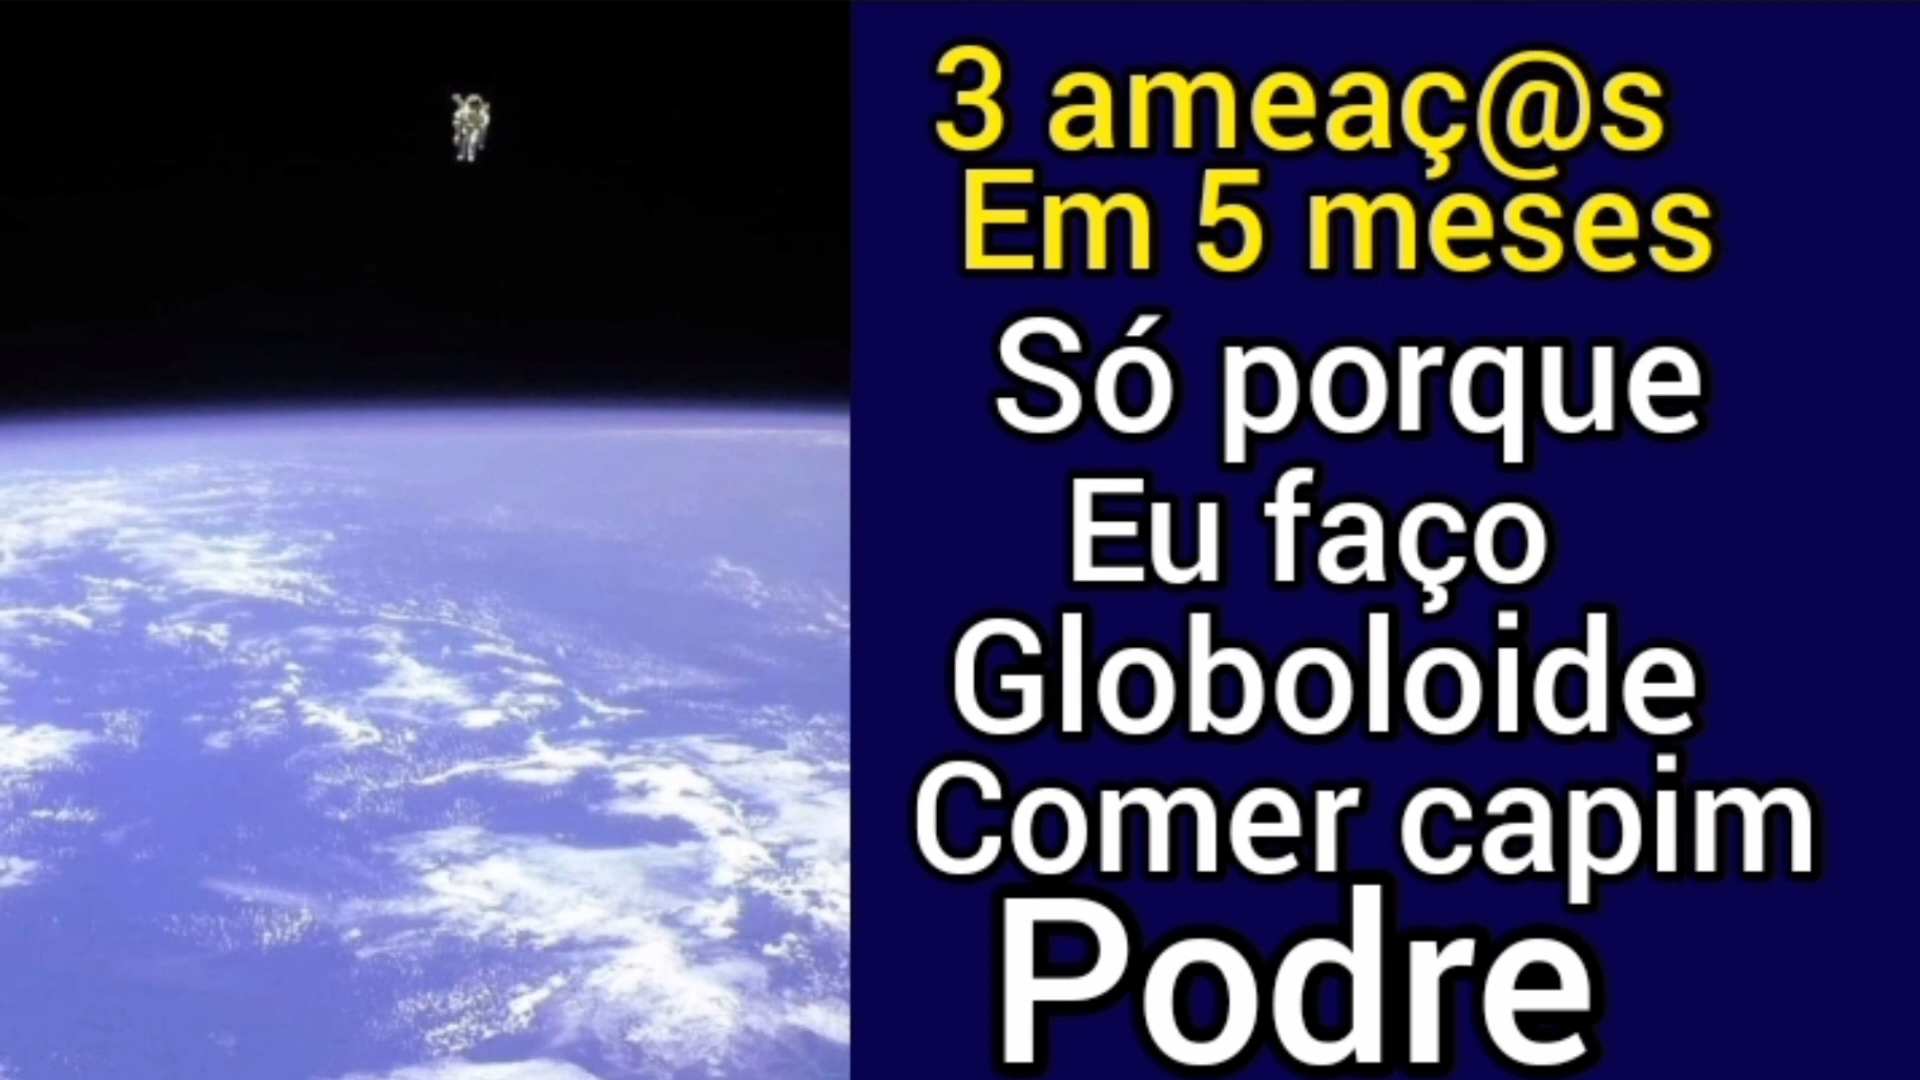 3 ameaç@s
Em 5 meses
Só porque
Eu faço
Globoloide
Comer capim
Podre